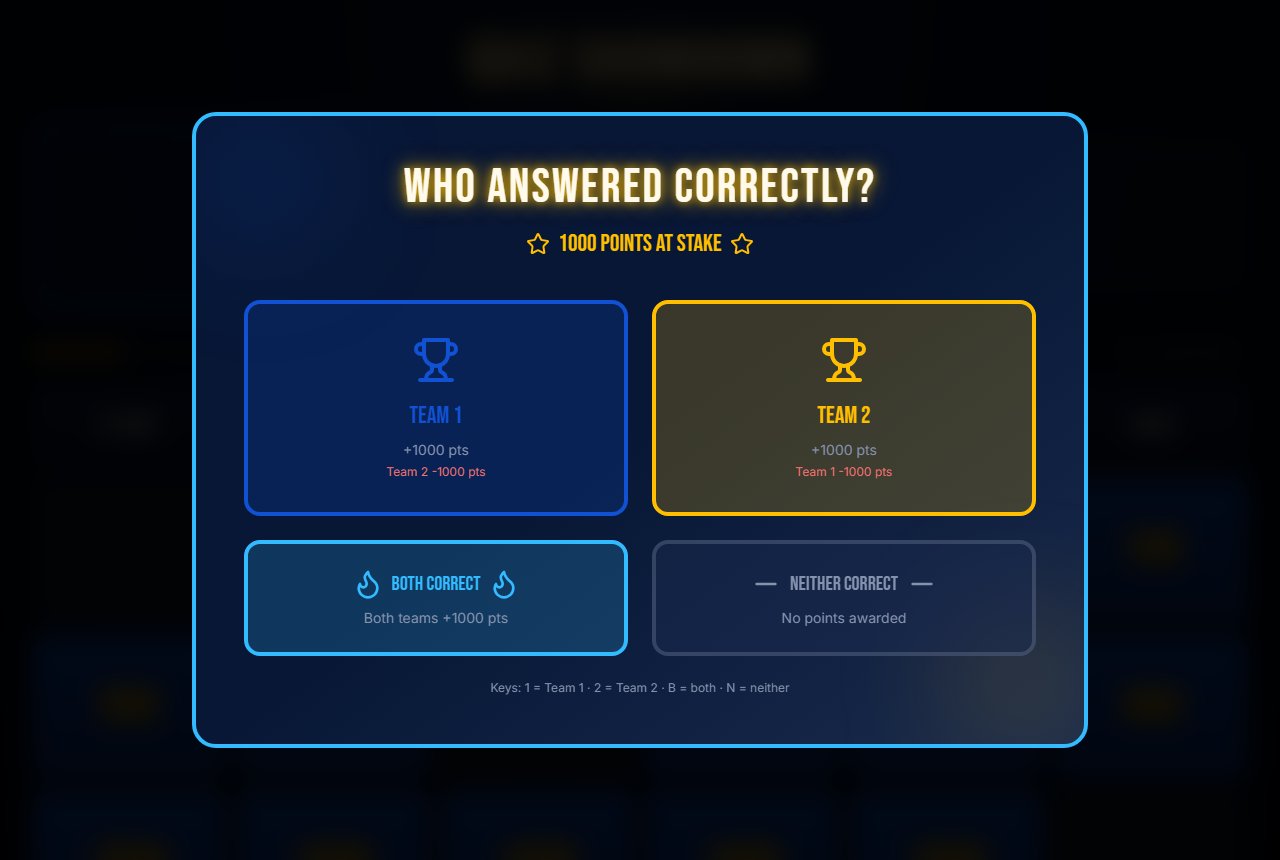 WHO ANSWERED CORRECTLY?
1000 POINTS AT STAKE
TEAM 1
+1000 pts
Team 2 -1000 pts
TEAM 2
+1000 pts
Team 1 -1000 pts
BOTH CORRECT
Both teams +1000 pts
NEITHER CORRECT
No points awarded
Keys: 1 = Team 1 · 2 = Team 2 · B = both · N = neither